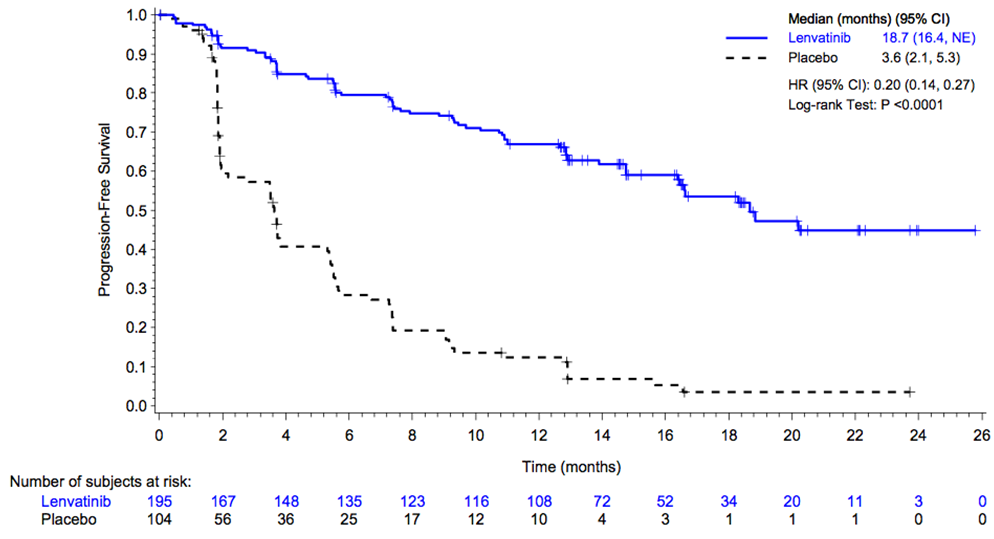 Median (months) (95% CI)
Lenvatinib 18.7 (16.4, NE)
Placebo 3.6 (2.1, 5.3)
HR (95% CI): 0.20 (0.14, 0.27)
Log-rank Test: P <0.0001
Progression-Free Survival
1.0
0.9
0.8
0.7
0.6
0.5
0.4
0.3
0.2
0.1
0.0
0 2 4 6 8 10 12 14 16 18 20 22 24 26
Time (months)
Number of subjects at risk:
Lenvatinib 195 167 148 135 123 116 108 72 52 34 20 11 3 0
Placebo 104 56 36 25 17 12 10 4 3 1 1 1 0 0